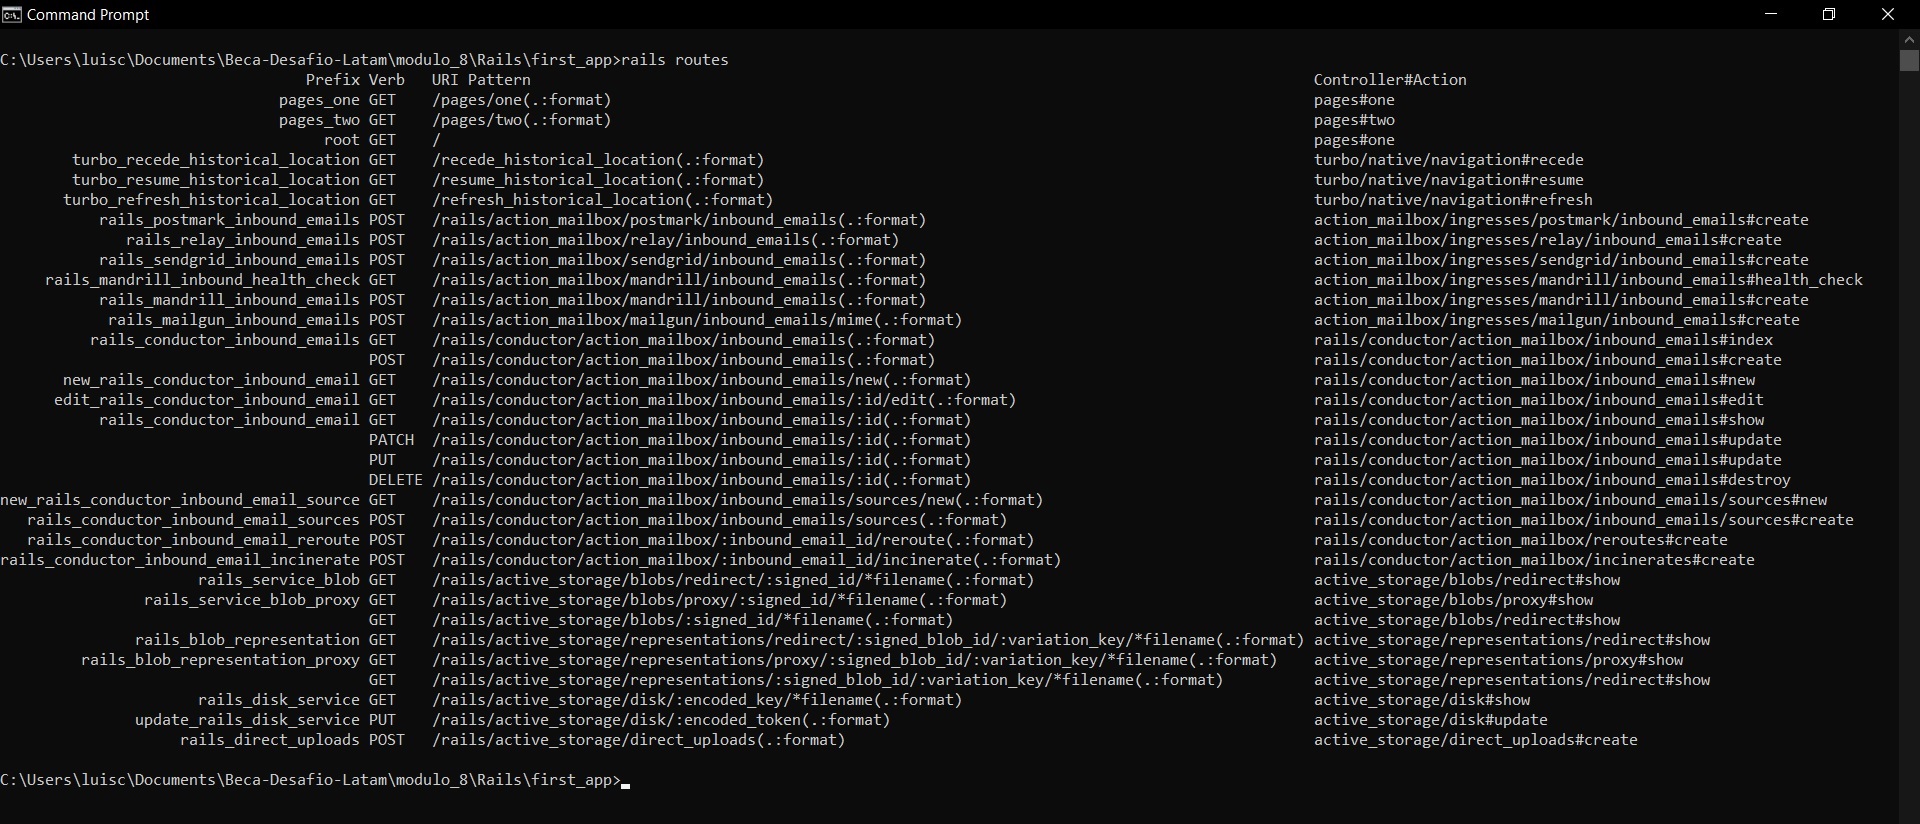 Command Prompt
C:\Users\luisc\Documents\Beca-Desafio-Latam\modulo_8\Rails\first_app>rails routes
Prefix Verb URI Pattern Controller#Action
pages_one GET /pages/one(.:format) pages#one
pages_two GET /pages/two(.:format) pages#two
root GET / pages#one
turbo_recede_historical_location GET /recede_historical_location(.:format) turbo/native/navigation#recede
turbo_resume_historical_location GET /resume_historical_location(.:format) turbo/native/navigation#resume
turbo_refresh_historical_location GET /refresh_historical_location(.:format) turbo/native/navigation#refresh
rails_postmark_inbound_emails POST /rails/action_mailbox/postmark/inbound_emails(.:format) action_mailbox/ingresses/postmark/inbound_emails#create
rails_relay_inbound_emails POST /rails/action_mailbox/relay/inbound_emails(.:format) action_mailbox/ingresses/relay/inbound_emails#create
rails_sendgrid_inbound_emails POST /rails/action_mailbox/sendgrid/inbound_emails(.:format) action_mailbox/ingresses/sendgrid/inbound_emails#create
rails_mandrill_inbound_health_check GET /rails/action_mailbox/mandrill/inbound_emails(.:format) action_mailbox/ingresses/mandrill/inbound_emails#health_check
rails_mandrill_inbound_emails POST /rails/action_mailbox/mandrill/inbound_emails(.:format) action_mailbox/ingresses/mandrill/inbound_emails#create
rails_mailgun_inbound_emails POST /rails/action_mailbox/mailgun/inbound_emails/mime(.:format) action_mailbox/ingresses/mailgun/inbound_emails#create
rails_conductor_inbound_emails GET /rails/conductor/action_mailbox/inbound_emails(.:format) rails/conductor/action_mailbox/inbound_emails#index
POST /rails/conductor/action_mailbox/inbound_emails(.:format) rails/conductor/action_mailbox/inbound_emails#create
new_rails_conductor_inbound_email GET /rails/conductor/action_mailbox/inbound_emails/new(.:format) rails/conductor/action_mailbox/inbound_emails#new
edit_rails_conductor_inbound_email GET /rails/conductor/action_mailbox/inbound_emails/:id/edit(.:format) rails/conductor/action_mailbox/inbound_emails#edit
rails_conductor_inbound_email GET /rails/conductor/action_mailbox/inbound_emails/:id(.:format) rails/conductor/action_mailbox/inbound_emails#show
PATCH /rails/conductor/action_mailbox/inbound_emails/:id(.:format) rails/conductor/action_mailbox/inbound_emails#update
PUT /rails/conductor/action_mailbox/inbound_emails/:id(.:format) rails/conductor/action_mailbox/inbound_emails#update
DELETE /rails/conductor/action_mailbox/inbound_emails/:id(.:format) rails/conductor/action_mailbox/inbound_emails#destroy
new_rails_conductor_inbound_email_source GET /rails/conductor/action_mailbox/inbound_emails/sources/new(.:format) rails/conductor/action_mailbox/inbound_emails/sources#new
rails_conductor_inbound_email_sources POST /rails/conductor/action_mailbox/inbound_emails/sources(.:format) rails/conductor/action_mailbox/inbound_emails/sources#create
rails_conductor_inbound_email_reroute POST /rails/conductor/action_mailbox/:inbound_email_id/reroute(.:format) rails/conductor/action_mailbox/reroutes#create
rails_conductor_inbound_email_incinerate POST /rails/conductor/action_mailbox/:inbound_email_id/incinerate(.:format) rails/conductor/action_mailbox/incinerates#create
rails_service_blob GET /rails/active_storage/blobs/redirect/:signed_id/*filename(.:format) active_storage/blobs/redirect#show
rails_service_blob_proxy GET /rails/active_storage/blobs/proxy/:signed_id/*filename(.:format) active_storage/blobs/proxy#show
GET /rails/active_storage/blobs/:signed_id/*filename(.:format) active_storage/blobs/redirect#show
rails_blob_representation GET /rails/active_storage/representations/redirect/:signed_blob_id/:variation_key/*filename(.:format) active_storage/representations/redirect#show
rails_blob_representation_proxy GET /rails/active_storage/representations/proxy/:signed_blob_id/:variation_key/*filename(.:format) active_storage/representations/proxy#show
GET /rails/active_storage/representations/:signed_blob_id/:variation_key/*filename(.:format) active_storage/representations/redirect#show
rails_disk_service GET /rails/active_storage/disk/:encoded_key/*filename(.:format) active_storage/disk#show
update_rails_disk_service PUT /rails/active_storage/disk/:encoded_token(.:format) active_storage/disk#update
rails_direct_uploads POST /rails/active_storage/direct_uploads(.:format) active_storage/direct_uploads#create
C:\Users\luisc\Documents\Beca-Desafio-Latam\modulo_8\Rails\first_app>